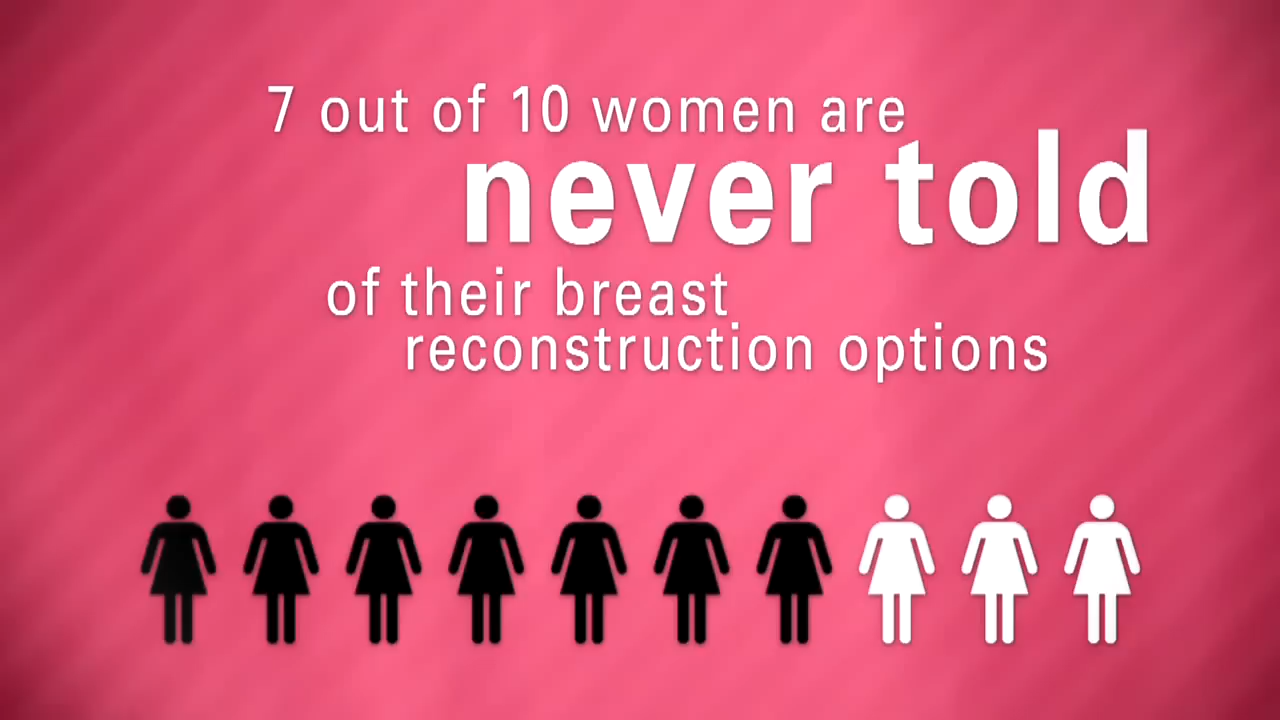 7 out of 10 women are
never told
of their breast
reconstruction options